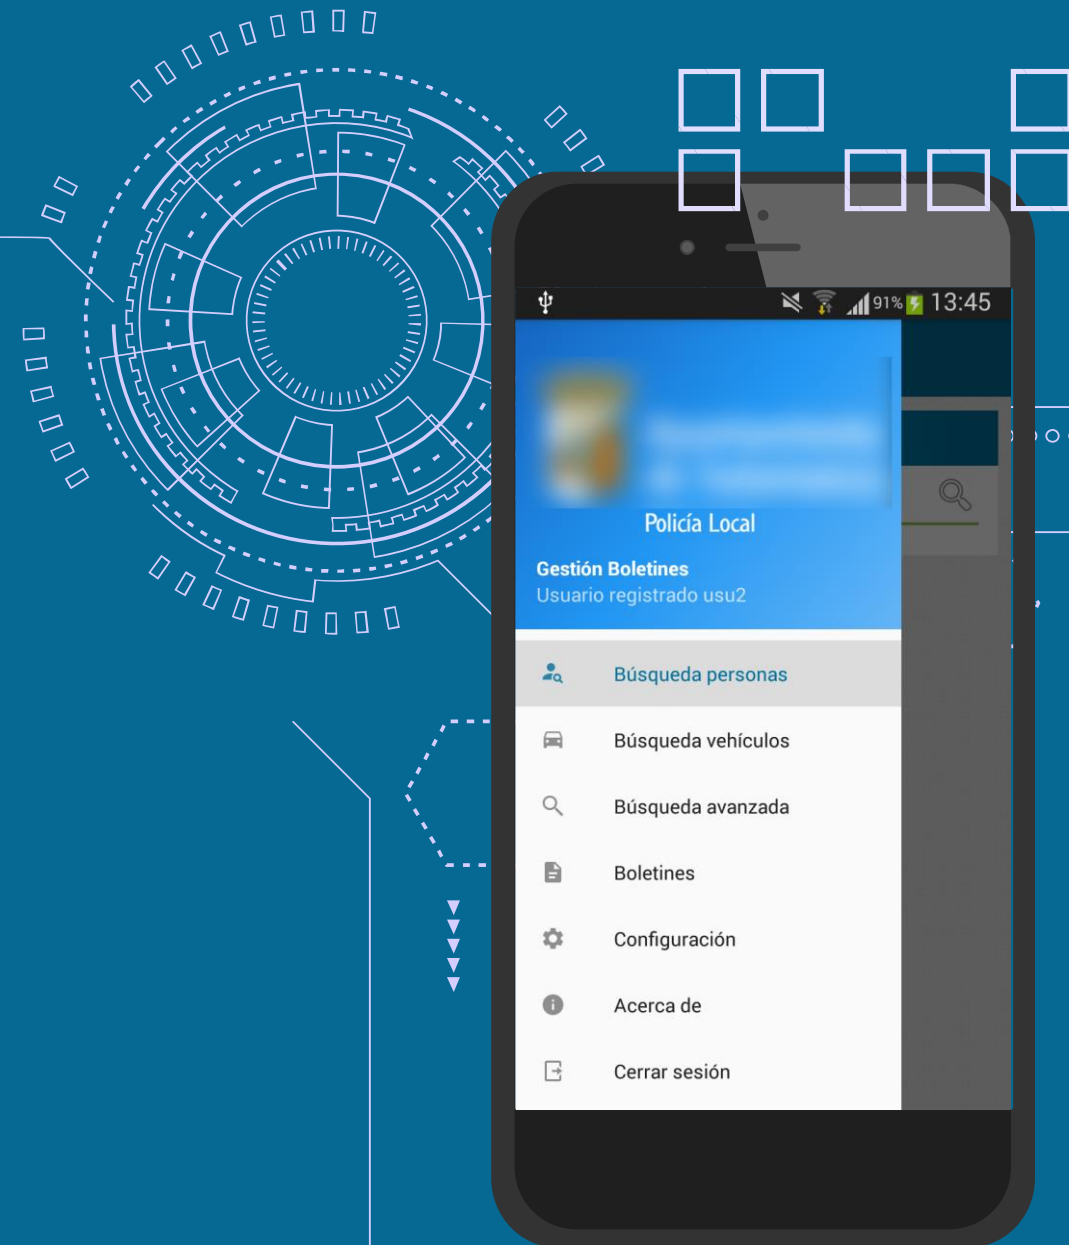 91% 13:45
Policía Local
Gestión Boletines
Usuario registrado usu2
Búsqueda personas
Búsqueda vehículos
Búsqueda avanzada
Boletines
Configuración
Acerca de
Cerrar sesión